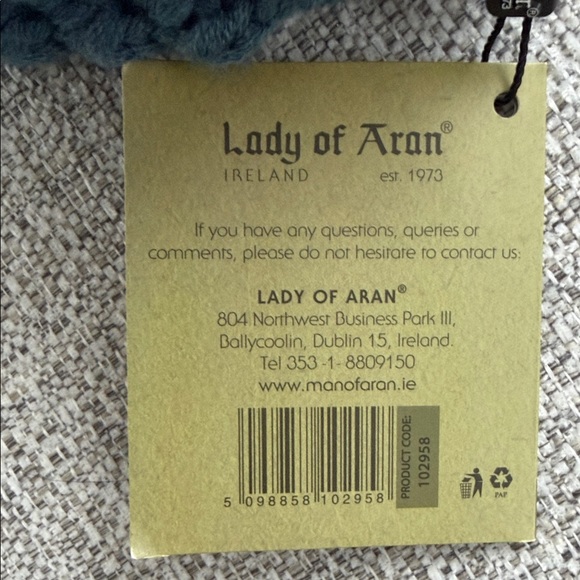 Lady of Aran®
IRELAND est. 1973
If you have any questions, queries or
comments, please do not hesitate to contact us:
LADY OF ARAN®
804 Northwest Business Park III,
Ballycoolin, Dublin 15, Ireland.
Tel 353 -1- 8809150
www.manofaran.ie
PRODUCT CODE:
102958
5 098858 102958
PAP